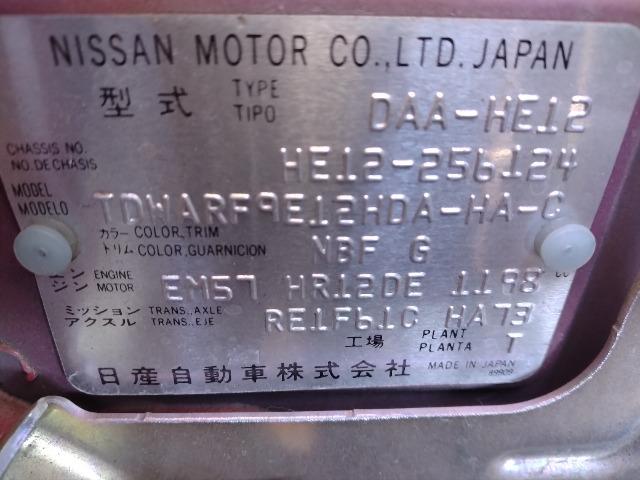 NISSAN MOTOR CO.,LTD. JAPAN
型式 TYPE TIPO DAA-HE12
CHASSIS NO. NO.DE CHASIS HE12-256124
MODEL MODELO TDWARF9E12HDA-HA-C
カラー COLOR,TRIM
トリム COLOR,GUARNICION NBF G
エンジン ENGINE MOTOR EM57 HR12DE 1198 cc
ミッション TRANS.,AXLE
アクスル TRANS.,EJE RE1F61C HA73
工場 PLANT PLANTA T
日産自動車株式会社 MADE IN JAPAN